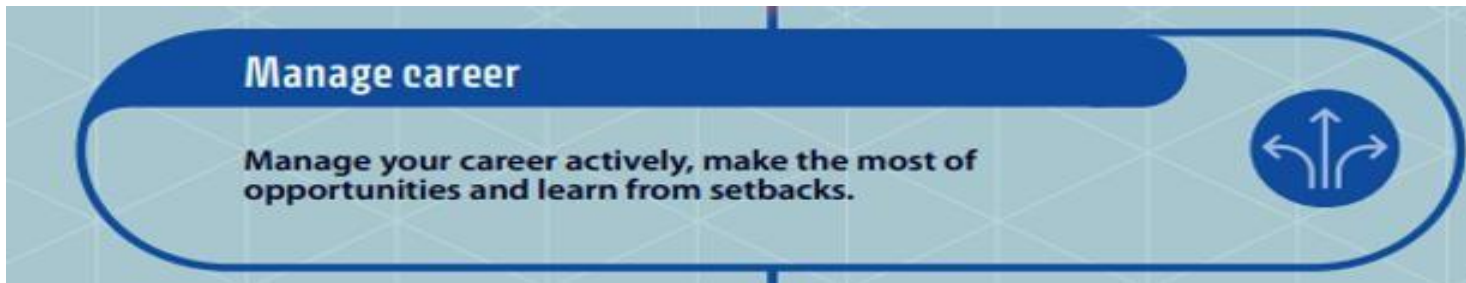 Manage career
Manage your career actively, make the most of
opportunities and learn from setbacks.